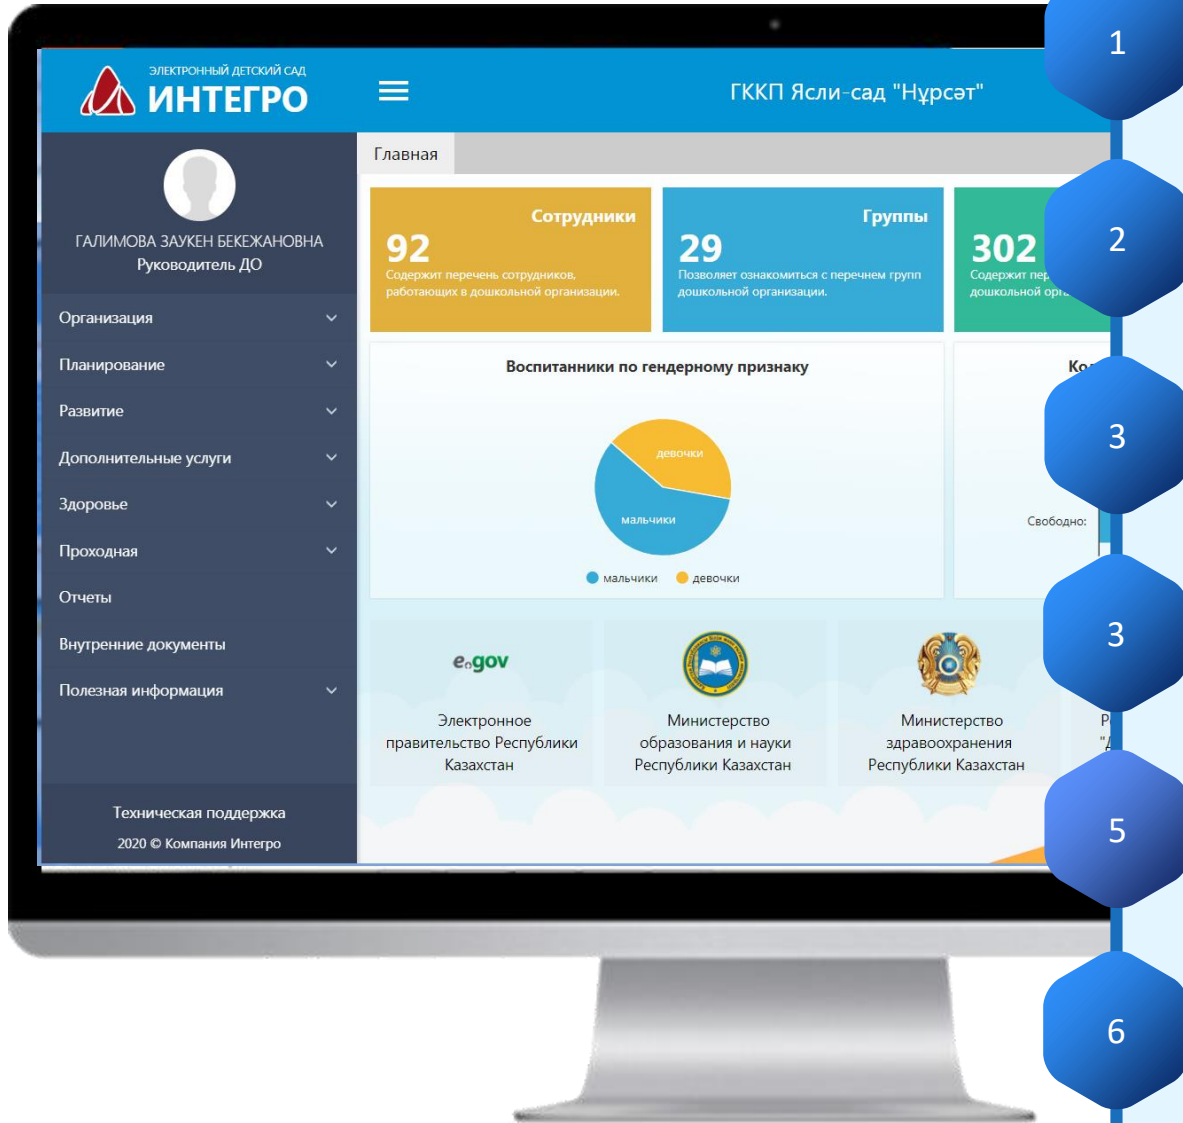 ЭЛЕКТРОННЫЙ ДЕТСКИЙ САД
ИНТЕГРО
ГККП Ясли-сад "Нұрсәт"
ГАЛИМОВА ЗАУКЕН БЕКЕЖАНОВНА
Руководитель ДО
Организация
Планирование
Развитие
Дополнительные услуги
Здоровье
Проходная
Отчеты
Внутренние документы
Полезная информация
Техническая поддержка
2020 © Компания Интегро
Главная
Сотрудники
92
Содержит перечень сотрудников,
работающих в дошкольной организации.
Группы
29
Позволяет ознакомиться с перечнем групп
дошкольной организации.
302
Содержит
дошкольной
Воспитанники по гендерному признаку
девочки
мальчики
мальчики девочки
Свободно:
e.gov
Электронное
правительство Республики
Казахстан
Министерство
образования и науки
Республики Казахстан
Министерство
здравоохранения
Республики Казахстан
1
2
3
3
5
6